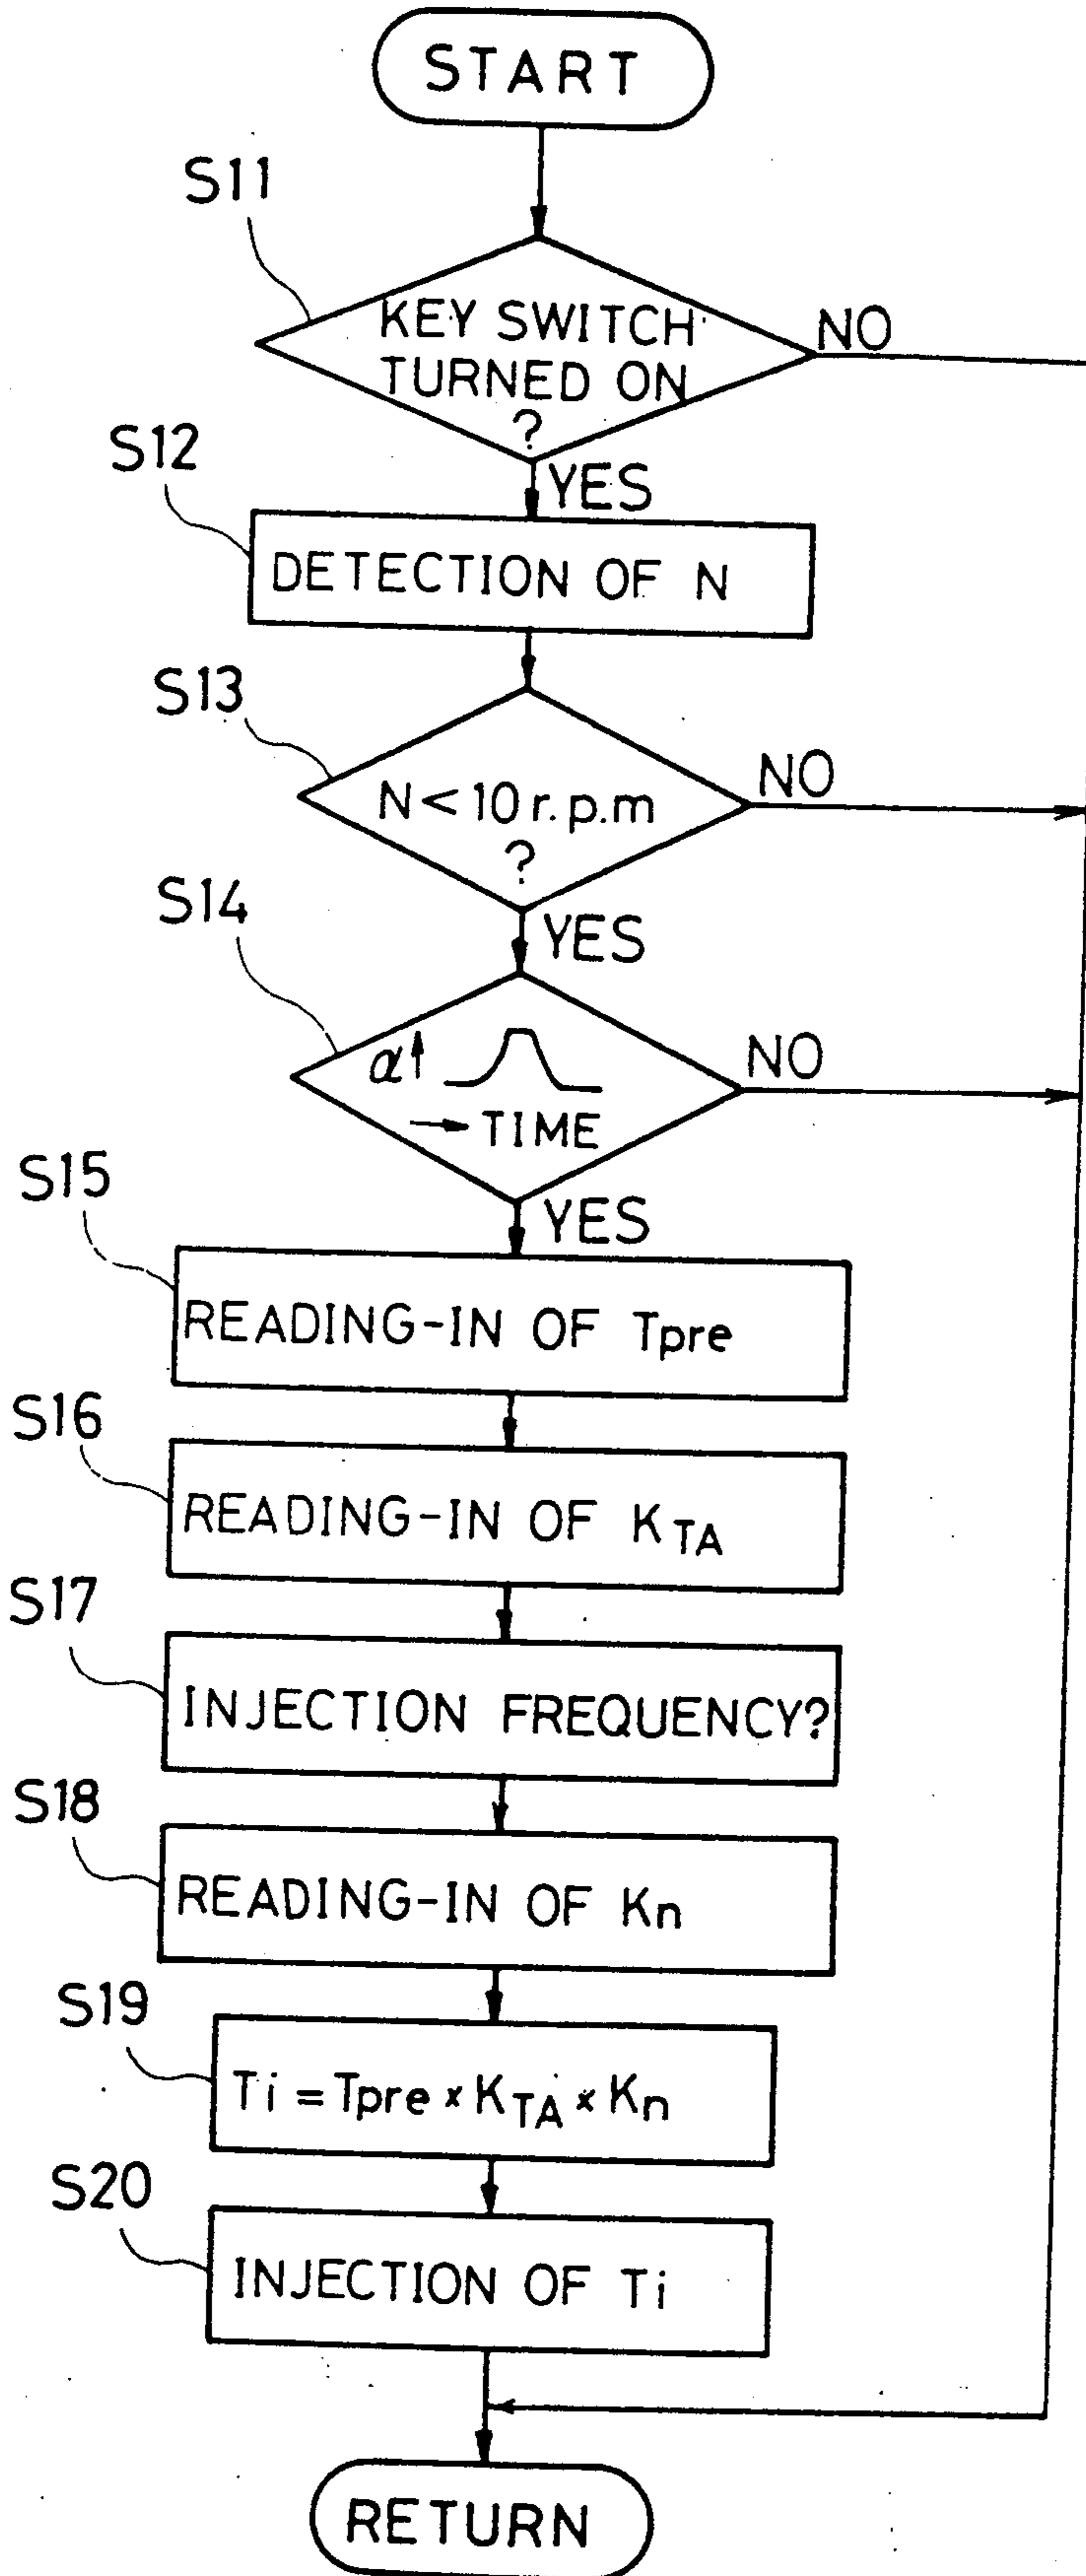 START
S11
KEY SWITCH
TURNED ON
?
NO
YES
S12
DETECTION OF N
S13
N < 10 r.p.m
?
NO
YES
S14
α
TIME
NO
YES
S15
READING-IN OF Tpre
S16
READING-IN OF KTA
S17
INJECTION FREQUENCY?
S18
READING-IN OF Kn
S19
Ti = Tpre × KTA × Kn
S20
INJECTION OF Ti
RETURN